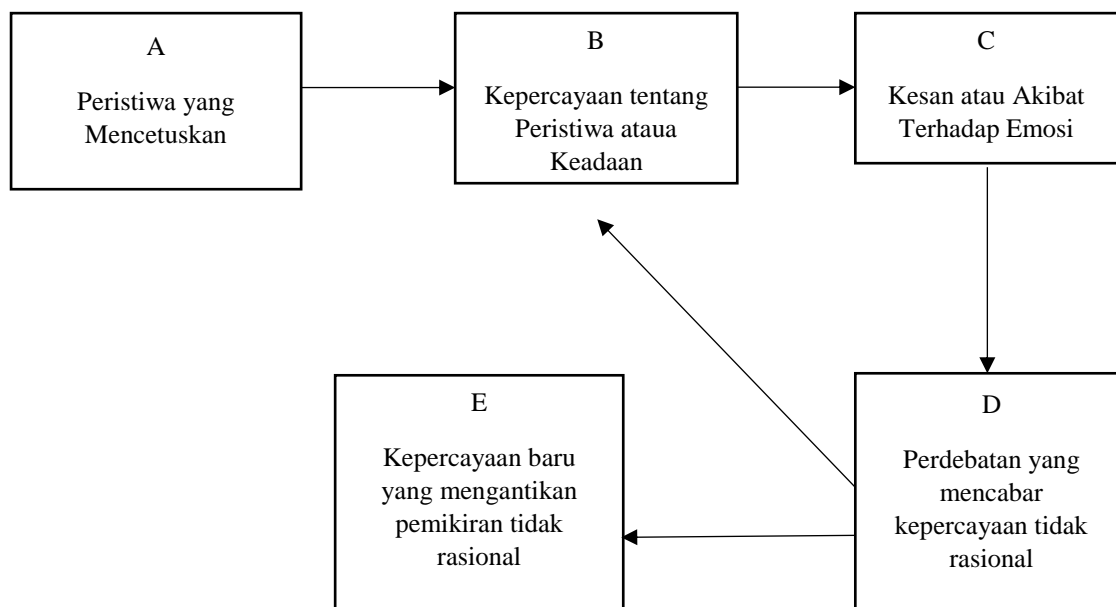 A
Peristiwa yang
Mencetuskan
B
Kepercayaan tentang
Peristiwa ataua
Keadaan
C
Kesan atau Akibat
Terhadap Emosi
D
Perdebatan yang
mencabar
kepercayaan tidak
rasional
E
Kepercayaan baru
yang mengantikan
pemikiran tidak
rasional